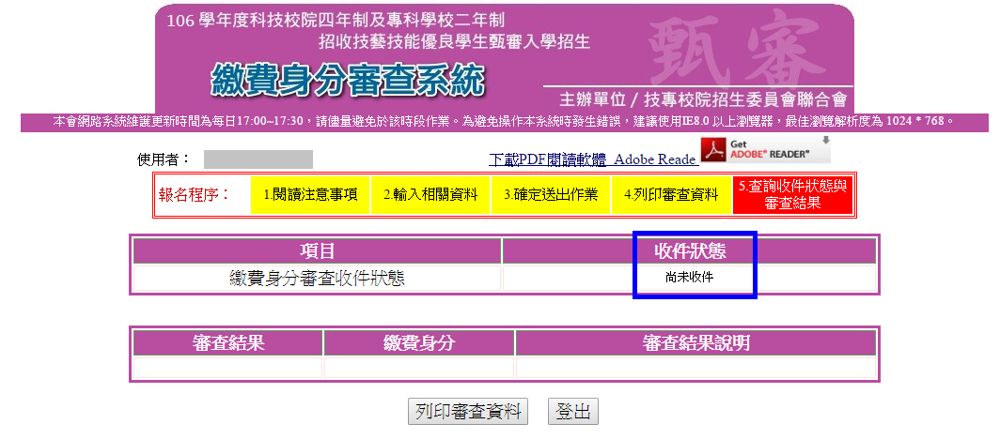 106 學年度科技校院四年制及專科學校二年制
招收技藝技能優良學生甄審入學招生
甄審
繳費身分審查系統
主辦單位 / 技專校院招生委員會聯合會
本會網路系統維護更新時間為每日17:00~17:30，請儘量避免於該時段作業。為避免操作本系統時發生錯誤，建議使用IE8.0 以上瀏覽器，最佳瀏覽解析度為 1024 * 768。
使用者： 下載PDF閱讀軟體 Adobe Reade Get ADOBE® READER®
報名程序： 1.閱讀注意事項 2.輸入相關資料 3.確定送出作業 4.列印審查資料 5.查詢收件狀態與
審查結果
項目 收件狀態
繳費身分審查收件狀態 尚未收件
審查結果 繳費身分 審查結果說明
列印審查資料 登出